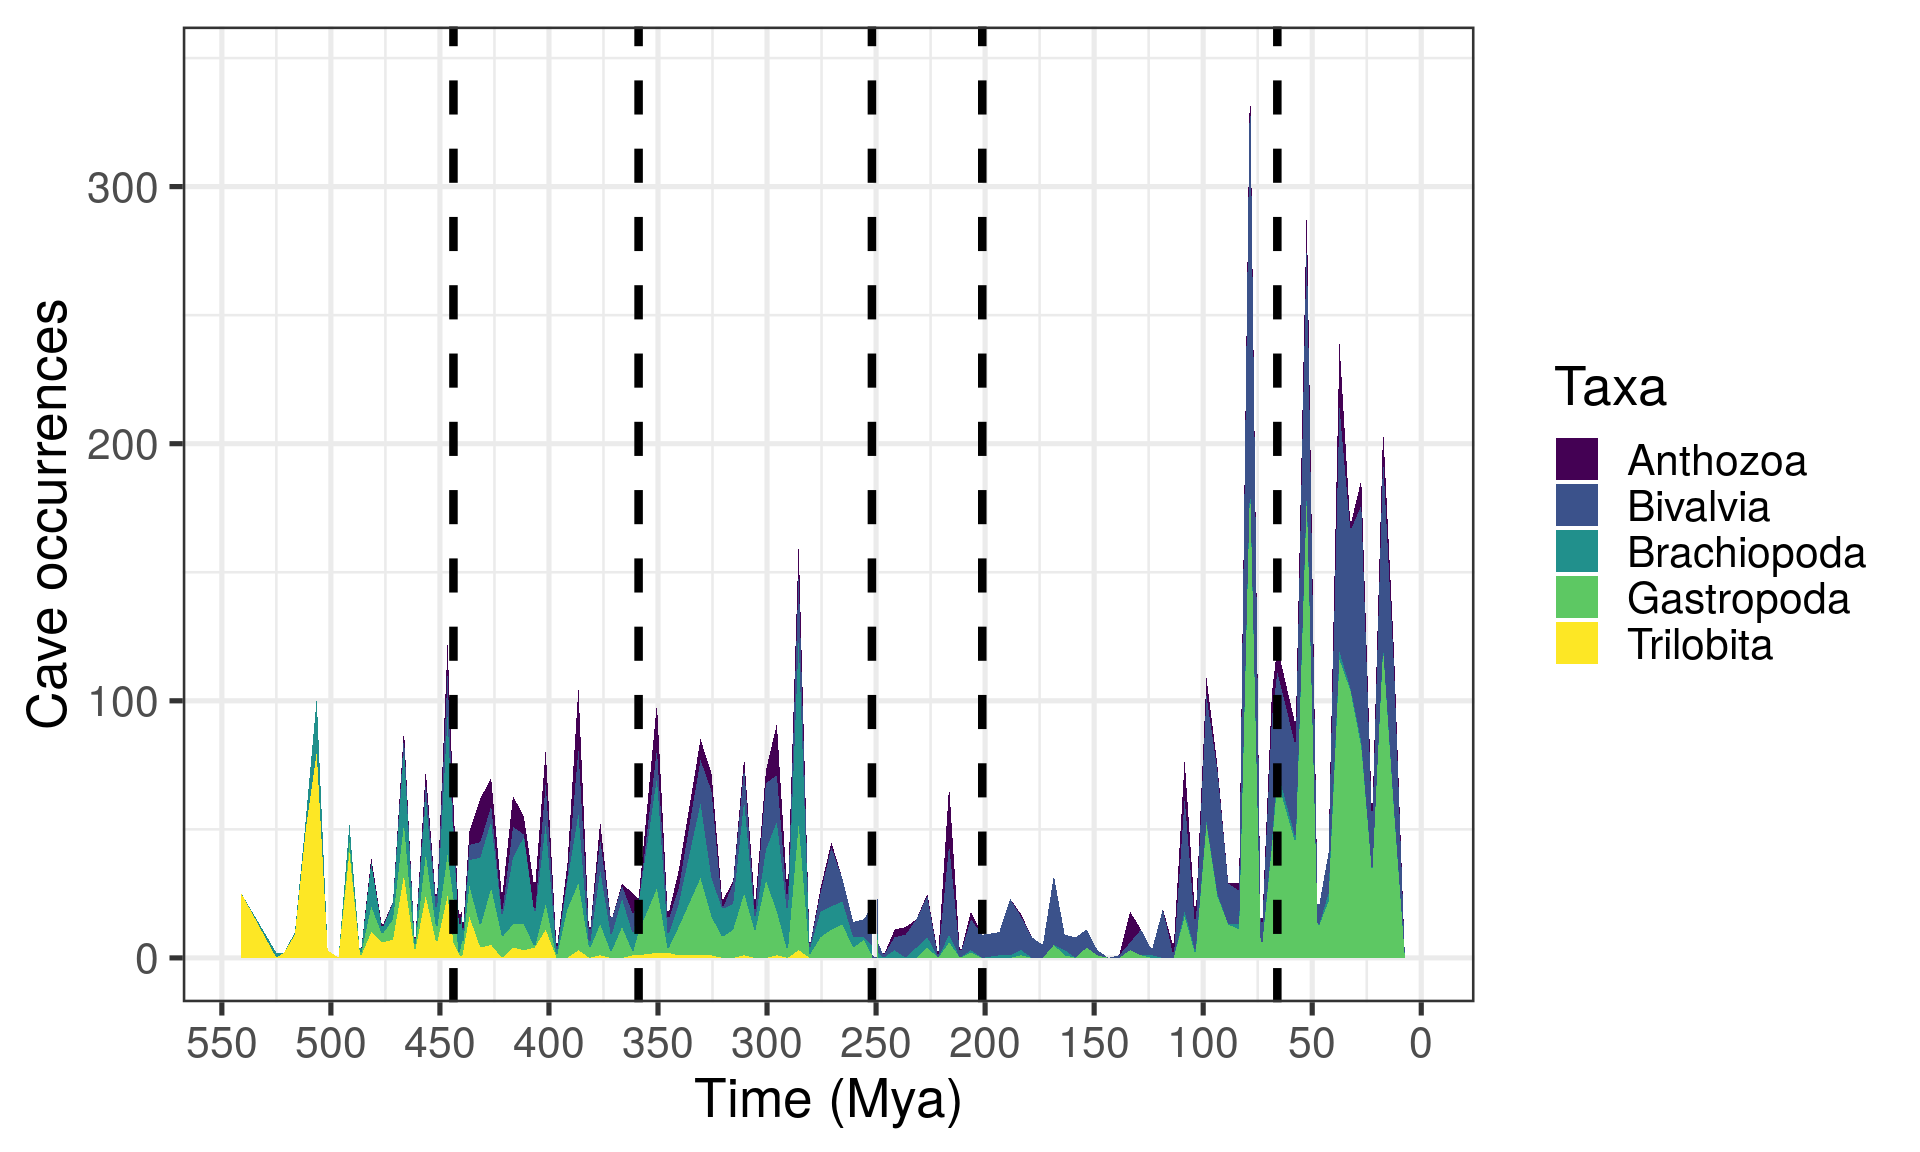 300
200
100
0
Cave occurrences
550 500 450 400 350 300 250 200 150 100 50 0
Time (Mya)
Taxa
Anthozoa
Bivalvia
Brachiopoda
Gastropoda
Trilobita